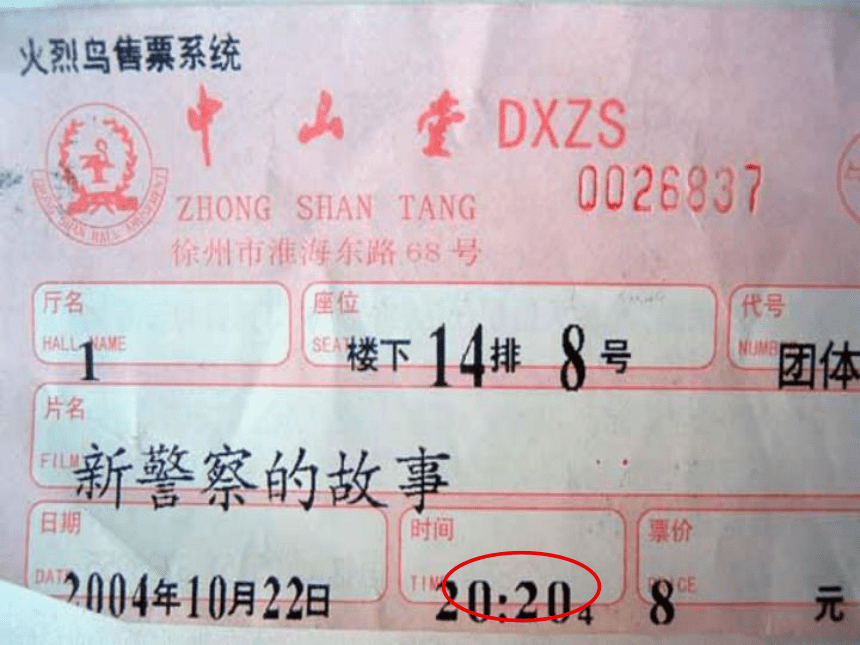 火烈鸟售票系统
中山堂 DXZS
0026837
ZHONG SHAN TANG
徐州市淮海东路68号
厅名 座位 代号
HALL NAME SEAT NUMB
1 楼下 14 排 8 号 团体
片名
FILM
新警察的故事
日期 时间 票价
DATE TIME PRICE
2004年10月22日 20:20 4 8 元